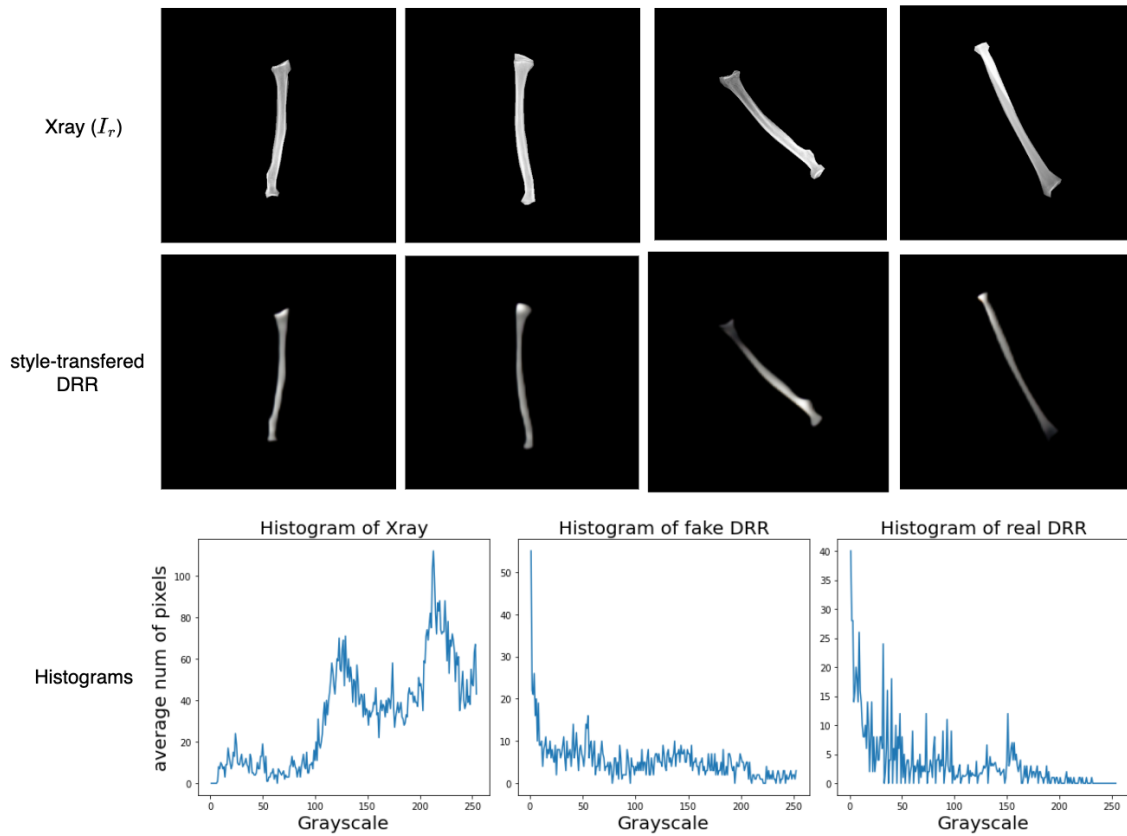 Xray (I_r)
style-transfered
DRR
Histograms
Histogram of Xray
average num of pixels
100
80
60
40
20
0
0 50 100 150 200 250
Grayscale
Histogram of fake DRR
50
40
30
20
10
0
0 50 100 150 200 250
Grayscale
Histogram of real DRR
40
35
30
25
20
15
10
5
0
0 50 100 150 200 250
Grayscale